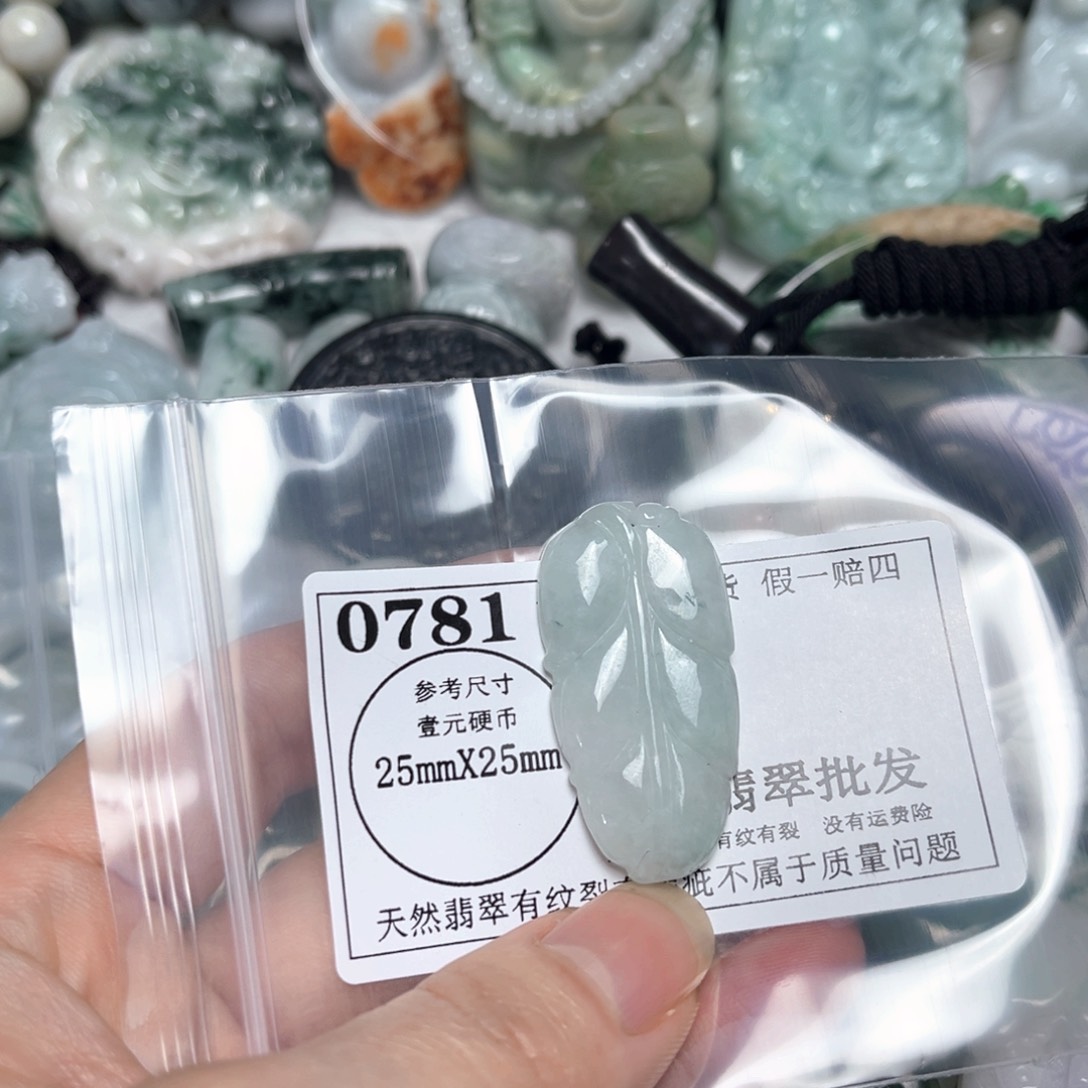 0781
货 假一赔四
参考尺寸
壹元硬币
25mmX25mm
翡翠批发
有纹有裂 没有运费险
天然翡翠有纹裂 疵不属于质量问题